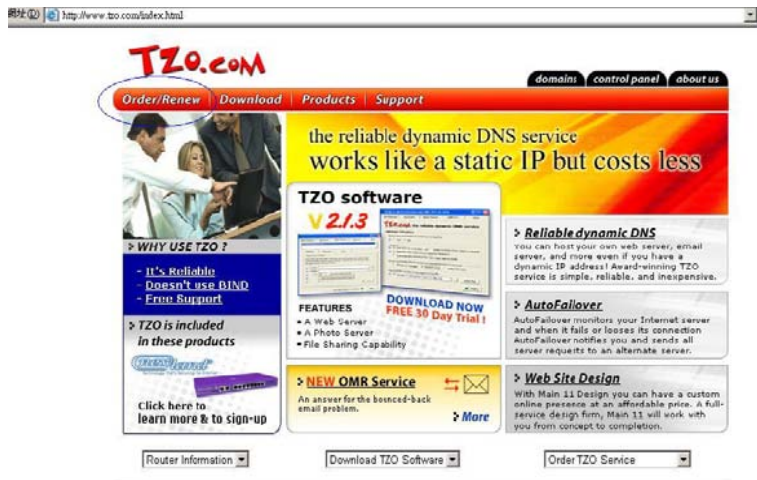 網址(D) http://www.tzo.com/index.html
TZO.COM
domains control panel about us
Order/Renew Download Products Support
the reliable dynamic DNS service
works like a static IP but costs less
TZO software
V 2.1.3
FEATURES
A Web Server
A Photo Server
File Sharing Capability
DOWNLOAD NOW
FREE 30 Day Trial !
WHY USE TZO ?
- It's Reliable
- Doesn't use BIND
- Free Support
TZO is included
in these products
Click here to
learn more & to sign-up
NEW OMR Service
An answer for the bounced-back
email problem.
More
Reliable dynamic DNS
You can host your own web server, email
server, and more even if you have a
dynamic IP address! Award-winning TZO
service is simple, reliable, and inexpensive.
AutoFailover
AutoFailover monitors your Internet server
and when it fails or looses its connection
AutoFailover notifies you and sends all
server requests to an alternate server.
Web Site Design
With Main 11 Design you can have a custom
online presence at an affordable price. A full-
service design firm, Main 11 will work with
you from concept to completion.
Router Information
Download TZO Software
Order TZO Service